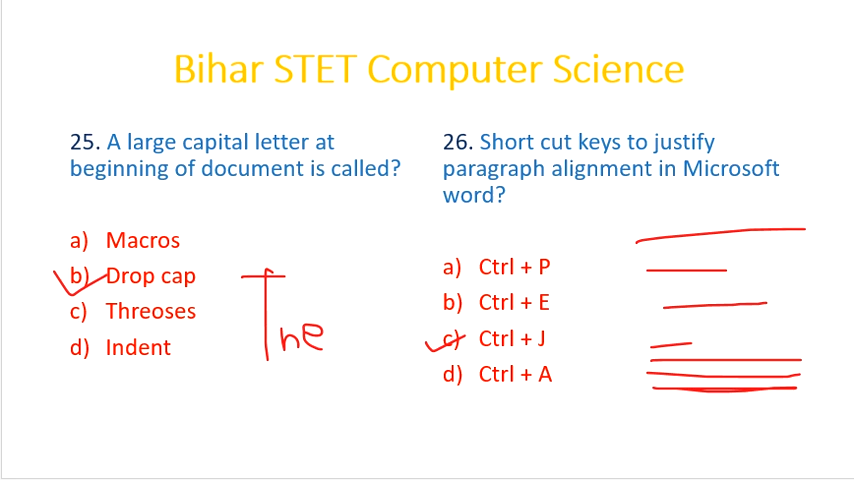 Bihar STET Computer Science
25. A large capital letter at
beginning of document is called?
a) Macros
b) Drop cap
c) Threoses
d) Indent
The
26. Short cut keys to justify
paragraph alignment in Microsoft
word?
a) Ctrl + P
b) Ctrl + E
c) Ctrl + J
d) Ctrl + A